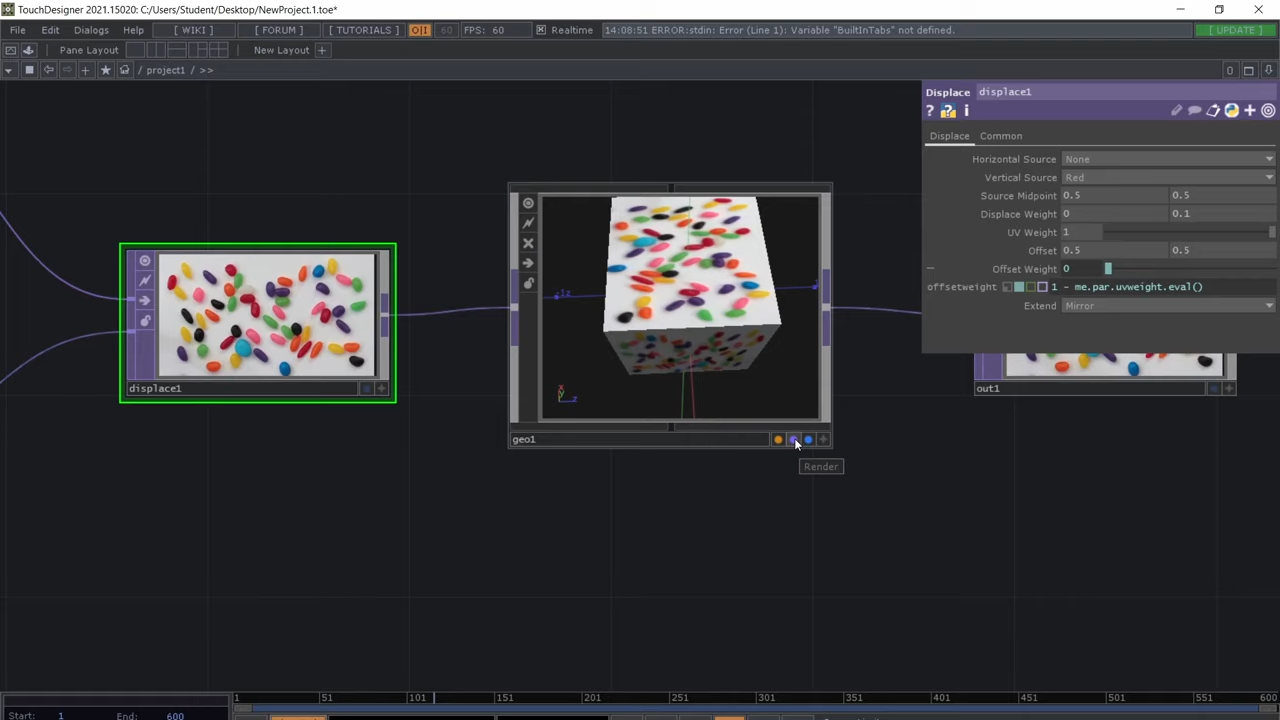 TouchDesigner 2021.15020: C:/Users/Student/Desktop/NewProject.1.toe*
File Edit Dialogs Help [ WIKI ] [ FORUM ] [ TUTORIALS ] O|I 60 FPS: 60 Realtime 14:08:51 ERROR:stdin: Error (Line 1): Variable "BuiltInTabs" not defined. [ UPDATE ]
Pane Layout New Layout +
/ project1 / >> 0
Displace displace1
? ? i
Displace Common
Horizontal Source None
Vertical Source Red
Source Midpoint 0.5 0.5
Displace Weight 0 0.1
UV Weight 1
Offset 0.5 0.5
Offset Weight 0
offsetweight 1 - me.par.uvweight.eval()
Extend Mirror
-1z
x
y
z
displace1
out1
geo1
Render
1 51 101 151 201 251 301 351 401 451 501 551 600
Start: 1 End: 600